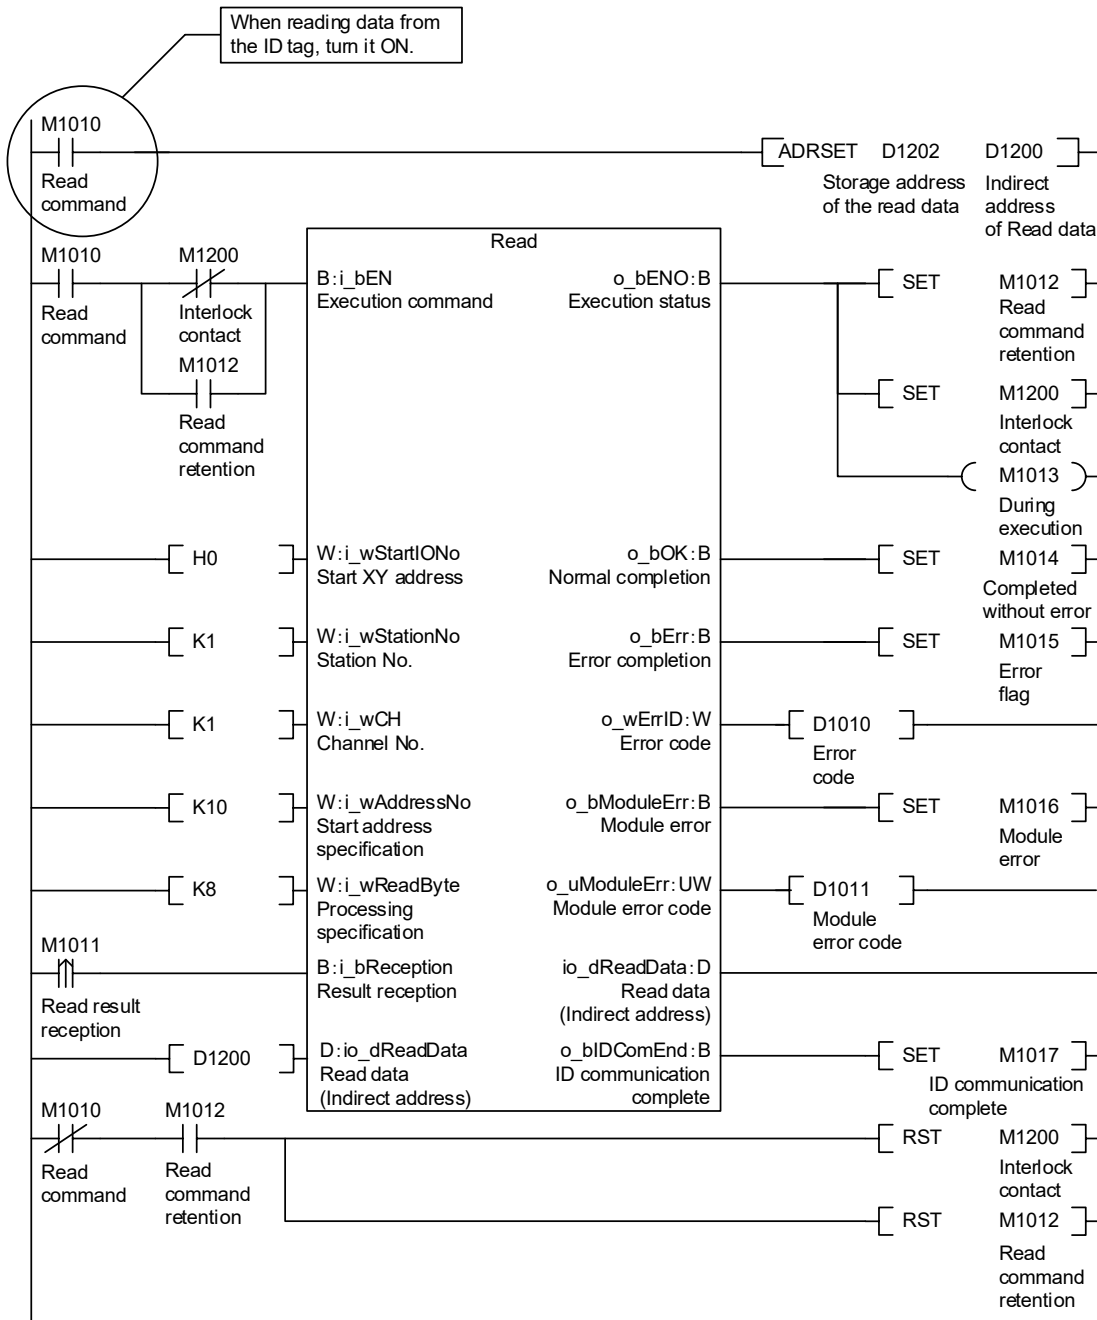 When reading data from
the ID tag, turn it ON.
M1010
Read
command
ADRSET D1202 D1200
Storage address
of the read data
Indirect
address
of Read data
M1010
Read
command
M1200
Interlock
contact
M1012
Read
command
retention
Read
B:i_bEN
Execution command
o_bENO:B
Execution status
SET M1012
Read
command
retention
SET M1200
Interlock
contact
M1013
During
execution
H0
W:i_wStartIONo
Start XY address
o_bOK:B
Normal completion
SET M1014
Completed
without error
K1
W:i_wStationNo
Station No.
o_bErr:B
Error completion
SET M1015
Error
flag
K1
W:i_wCH
Channel No.
o_wErrID:W
Error code
D1010
Error
code
K10
W:i_wAddressNo
Start address
specification
o_bModuleErr:B
Module error
SET M1016
Module
error
K8
W:i_wReadByte
Processing
specification
o_uModuleErr:UW
Module error code
D1011
Module
error code
M1011
Read result
reception
B:i_bReception
Result reception
io_dReadData:D
Read data
(Indirect address)
D1200
D:io_dReadData
Read data
(Indirect address)
o_bIDComEnd:B
ID communication
complete
SET M1017
ID communication
complete
M1010
Read
command
M1012
Read
command
retention
RST M1200
Interlock
contact
RST M1012
Read
command
retention